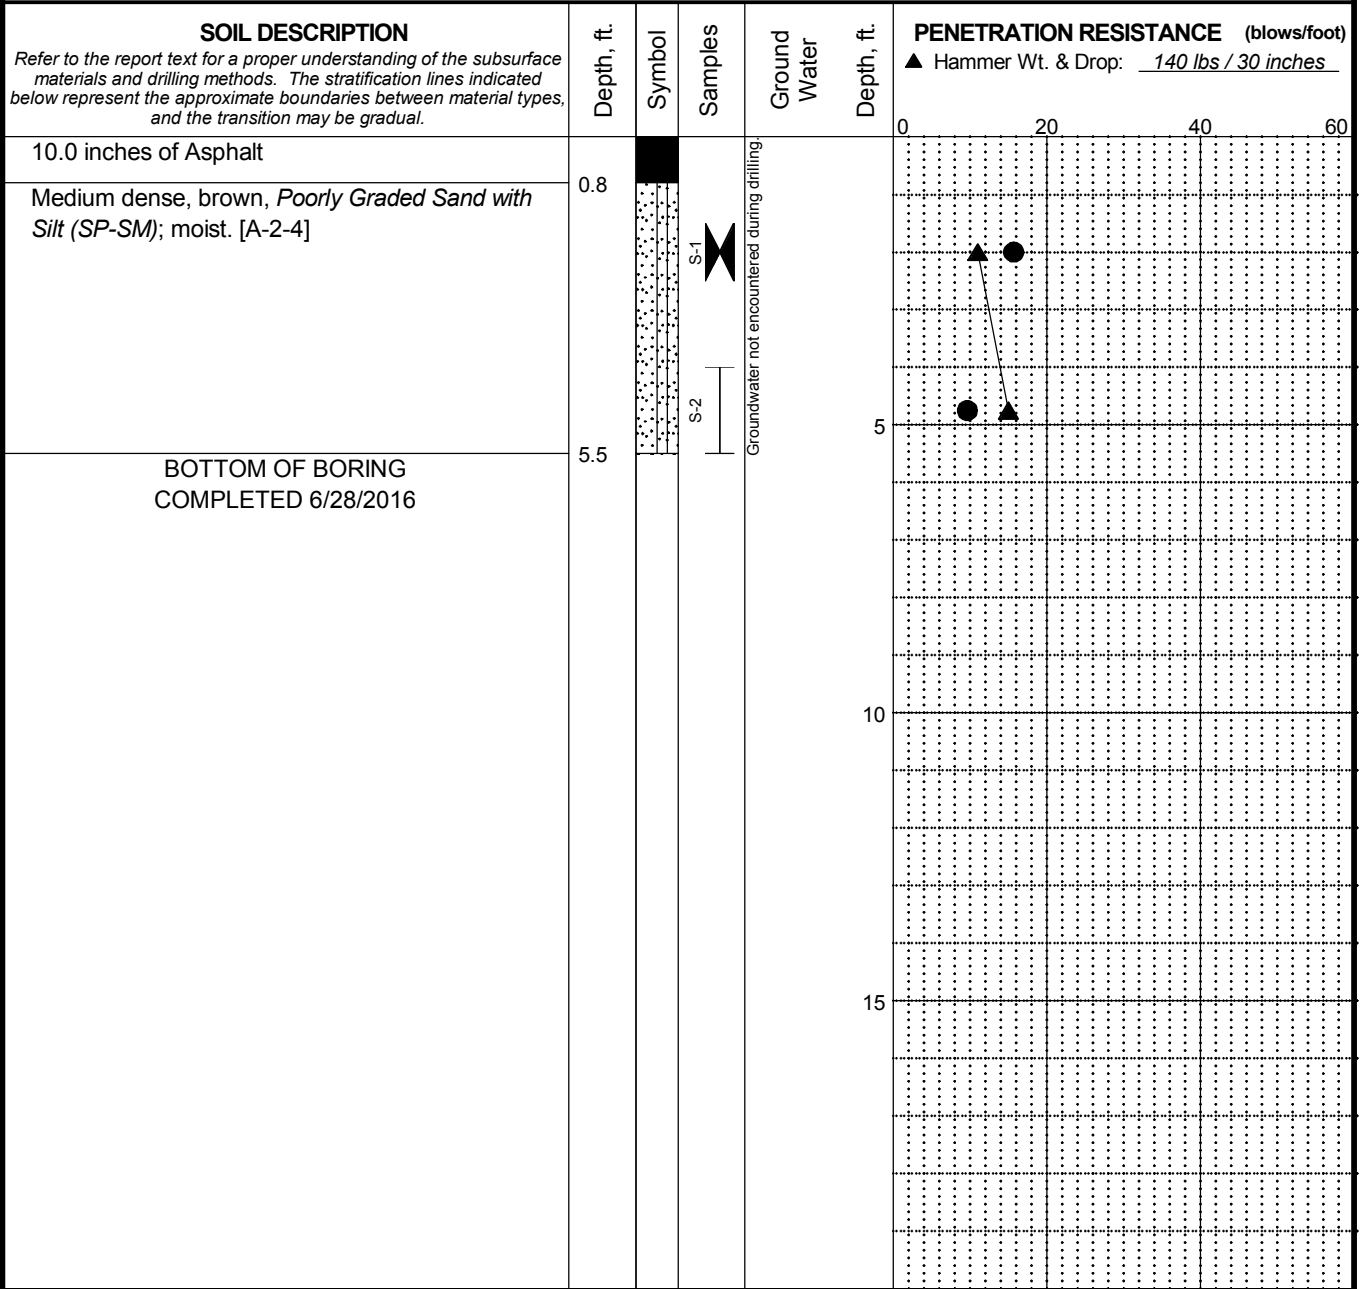 SOIL DESCRIPTION
Refer to the report text for a proper understanding of the subsurface
materials and drilling methods. The stratification lines indicated
below represent the approximate boundaries between material types,
and the transition may be gradual.
Depth, ft.
Symbol
Samples
Ground
Water
Depth, ft.
PENETRATION RESISTANCE (blows/foot)
▲ Hammer Wt. & Drop: 140 lbs / 30 inches
0 20 40 60
10.0 inches of Asphalt
0.8
Medium dense, brown, Poorly Graded Sand with
Silt (SP-SM); moist. [A-2-4]
S-1
S-2
Groundwater not encountered during drilling.
5
5.5
BOTTOM OF BORING
COMPLETED 6/28/2016
10
15